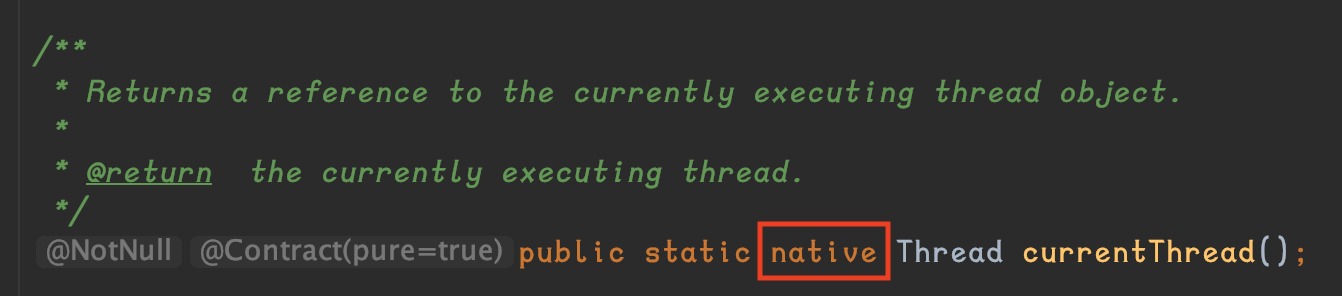 /**
* Returns a reference to the currently executing thread object.
*
* @return  the currently executing thread.
*/
@NotNull @Contract(pure=true) public static native Thread currentThread();